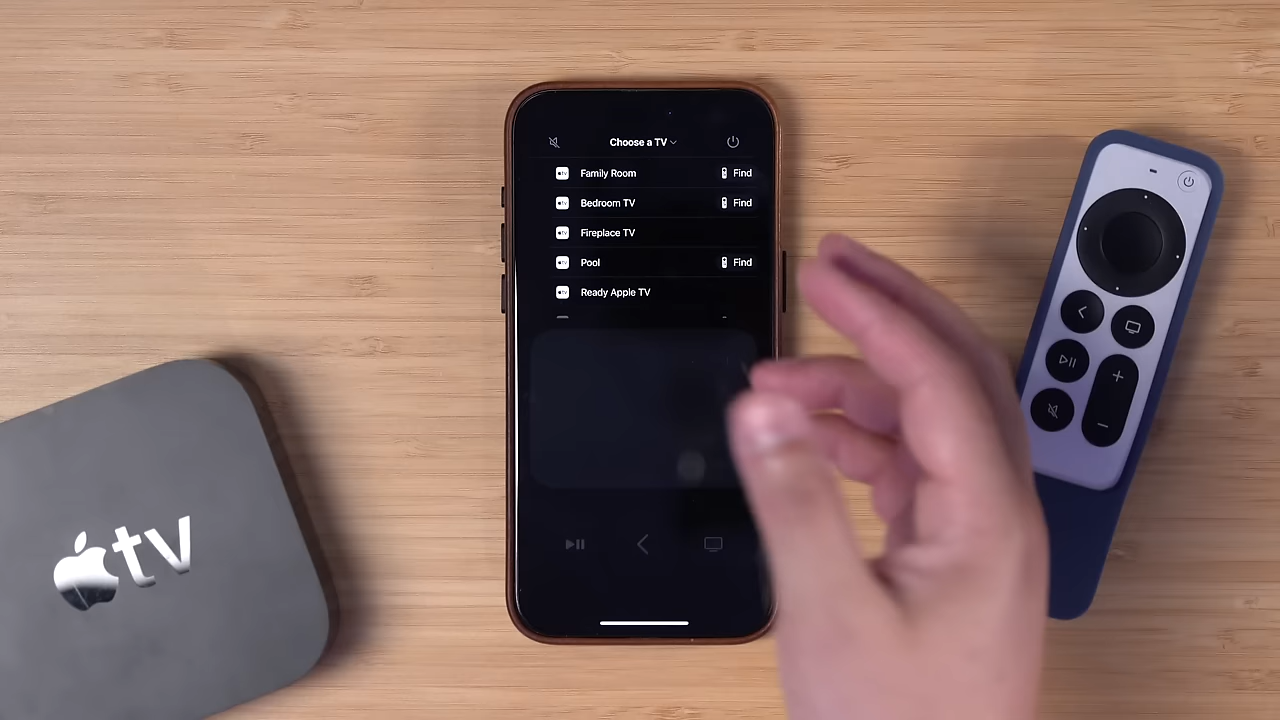 Choose a TV
Family Room Find
Bedroom TV Find
Fireplace TV
Pool Find
Ready Apple TV
tv